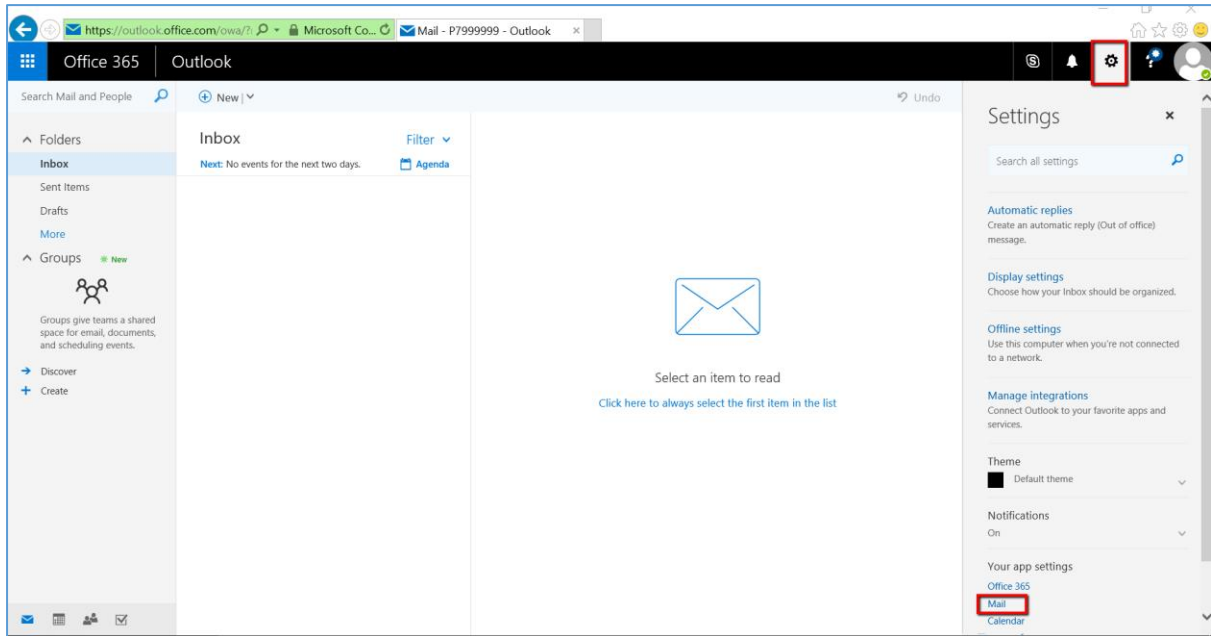 https://outlook.office.com/owa/?
Microsoft Co...
Mail - P7999999 - Outlook
Office 365
Outlook
Search Mail and People
New
Undo
Folders
Inbox
Sent Items
Drafts
More
Groups
New
Groups give teams a shared
space for email, documents,
and scheduling events.
Discover
Create
Inbox
Filter
Next: No events for the next two days.
Agenda
Select an item to read
Click here to always select the first item in the list
Settings
Search all settings
Automatic replies
Create an automatic reply (Out of office)
message.
Display settings
Choose how your Inbox should be organized.
Offline settings
Use this computer when you're not connected
to a network.
Manage integrations
Connect Outlook to your favorite apps and
services.
Theme
Default theme
Notifications
On
Your app settings
Office 365
Mail
Calendar